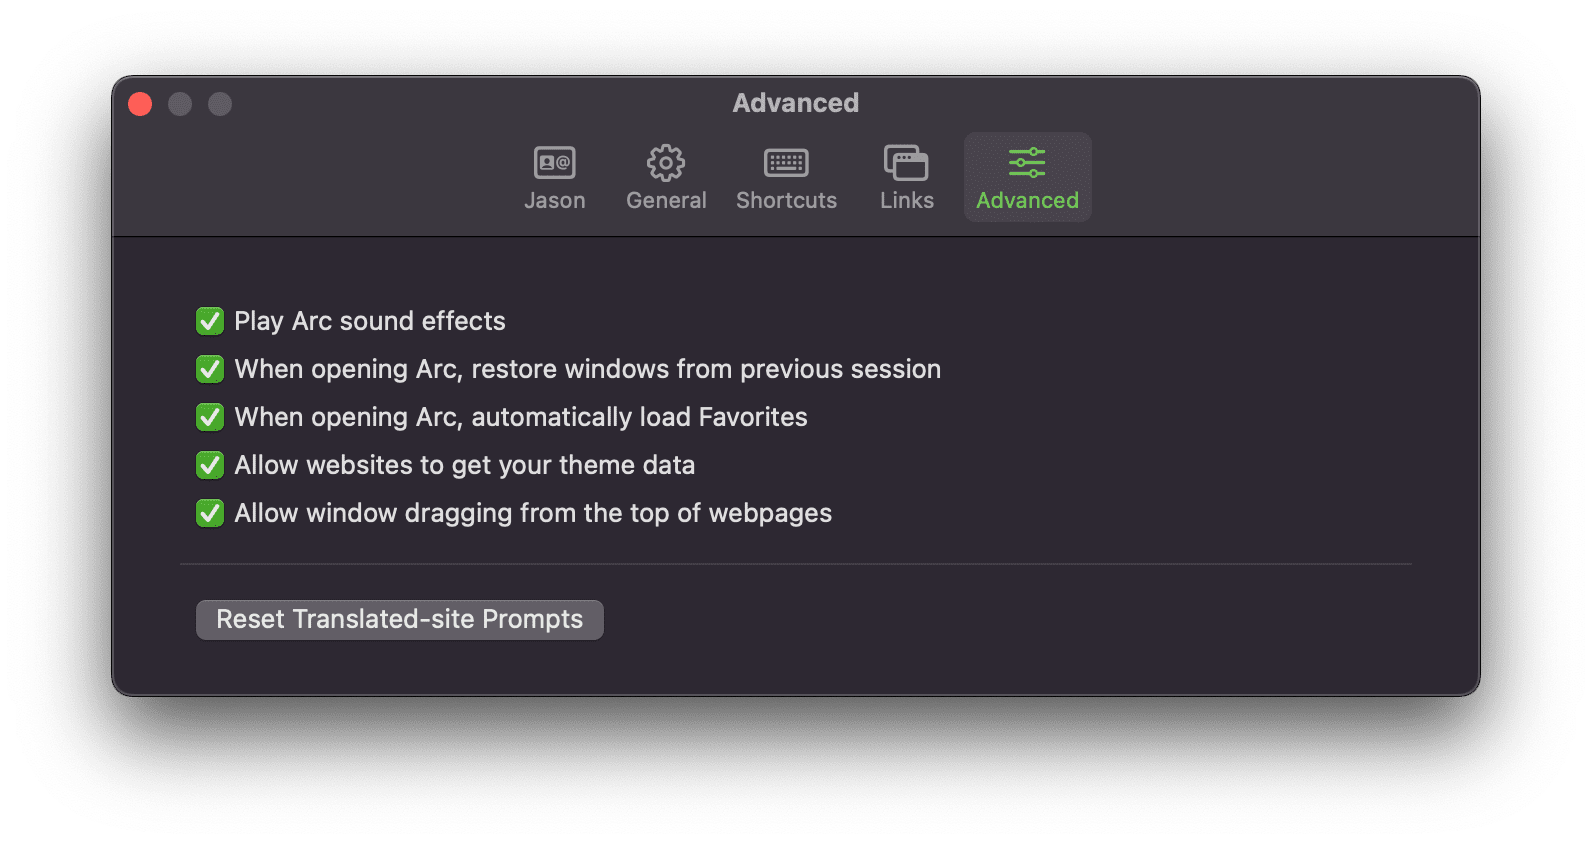 Advanced
Jason
General
Shortcuts
Links
Advanced
Play Arc sound effects
When opening Arc, restore windows from previous session
When opening Arc, automatically load Favorites
Allow websites to get your theme data
Allow window dragging from the top of webpages
Reset Translated-site Prompts